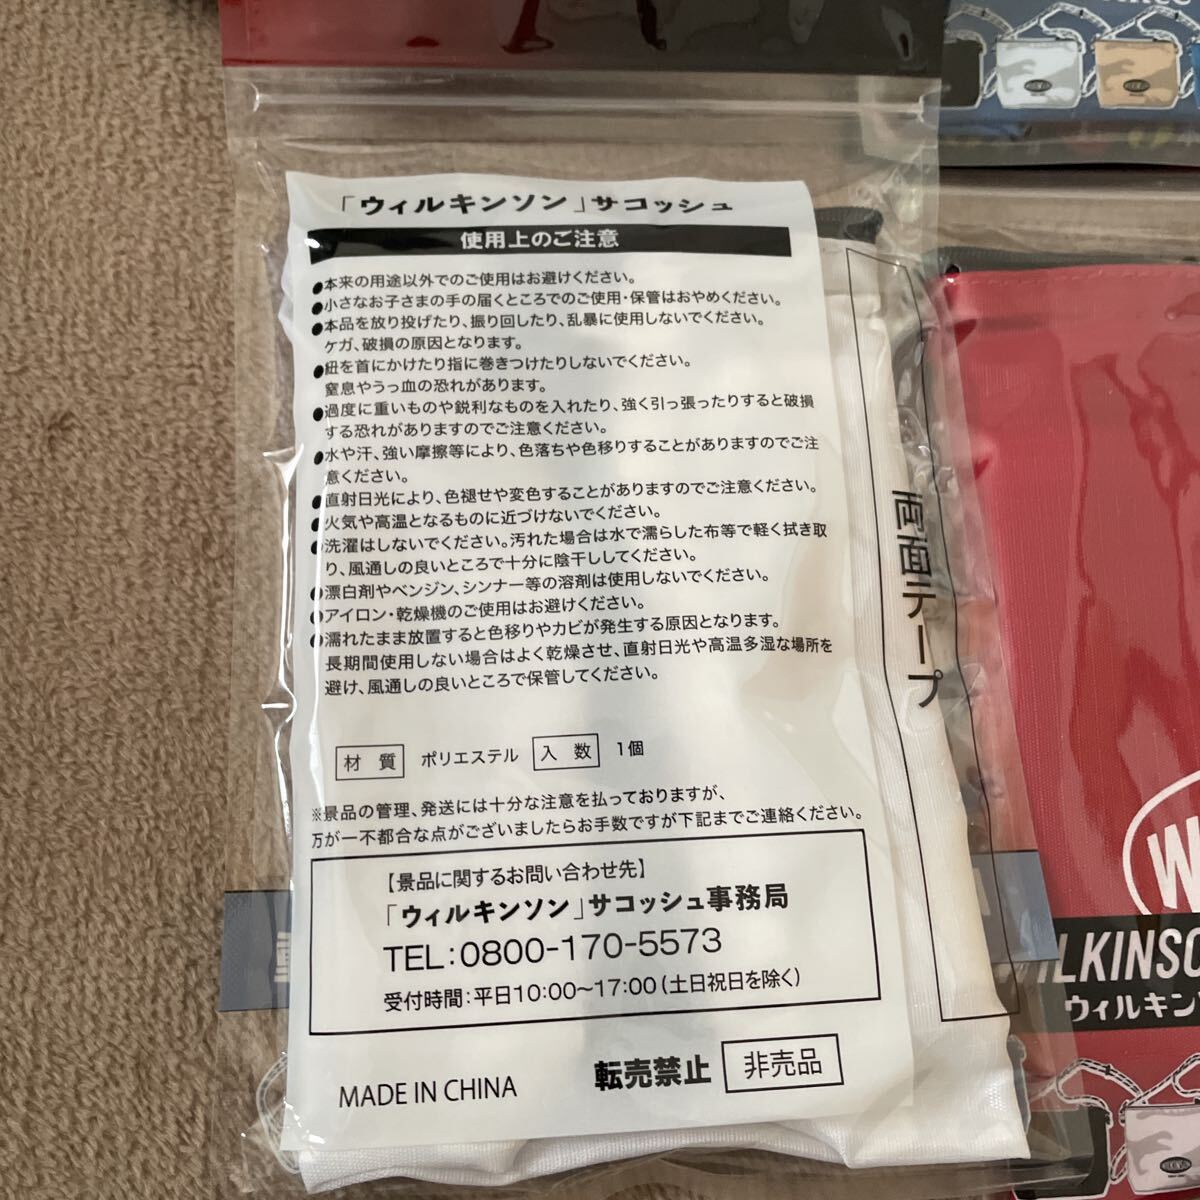 「ウィルキンソン」サコッシュ
使用上のご注意
●本来の用途以外でのご使用はお避けください。
●小さなお子さまの手の届くところでのご使用・保管はおやめください。
●本品を放り投げたり、振り回したり、乱暴に使用しないでください。
ケガ、破損の原因となります。
●紐を首にかけたり指に巻きつけたりしないでください。
窒息やうっ血の恐れがあります。
●過度に重いものや鋭利なものを入れたり、強く引っ張ったりすると破損
する恐れがありますのでご注意ください。
●水や汗、強い摩擦等により、色落ちや色移りすることがありますのでご注
意ください。
●直射日光により、色褪せや変色することがありますのでご注意ください。
●火気や高温となるものに近づけないでください。
●洗濯はしないでください。汚れた場合は水で濡らした布等で軽く拭き取
り、風通しの良いところで十分に陰干ししてください。
●漂白剤やベンジン、シンナー等の溶剤は使用しないでください。
●アイロン・乾燥機のご使用はお避けください。
●濡れたまま放置すると色移りやカビが発生する原因となります。
長期間使用しない場合はよく乾燥させ、直射日光や高温多湿な場所を
避け、風通しの良いところで保管してください。
材 質 ポリエステル 入 数 1個
※景品の管理、発送には十分な注意を払っておりますが、
万が一不都合な点がございましたらお手数ですが下記までご連絡ください。
【景品に関するお問い合わせ先】
「ウィルキンソン」サコッシュ事務局
TEL:0800-170-5573
受付時間:平日10:00～17:00(土日祝日を除く)
MADE IN CHINA 転売禁止 非売品
両面テープ
W
ILKINSO
ウィルキン
WILKINSON